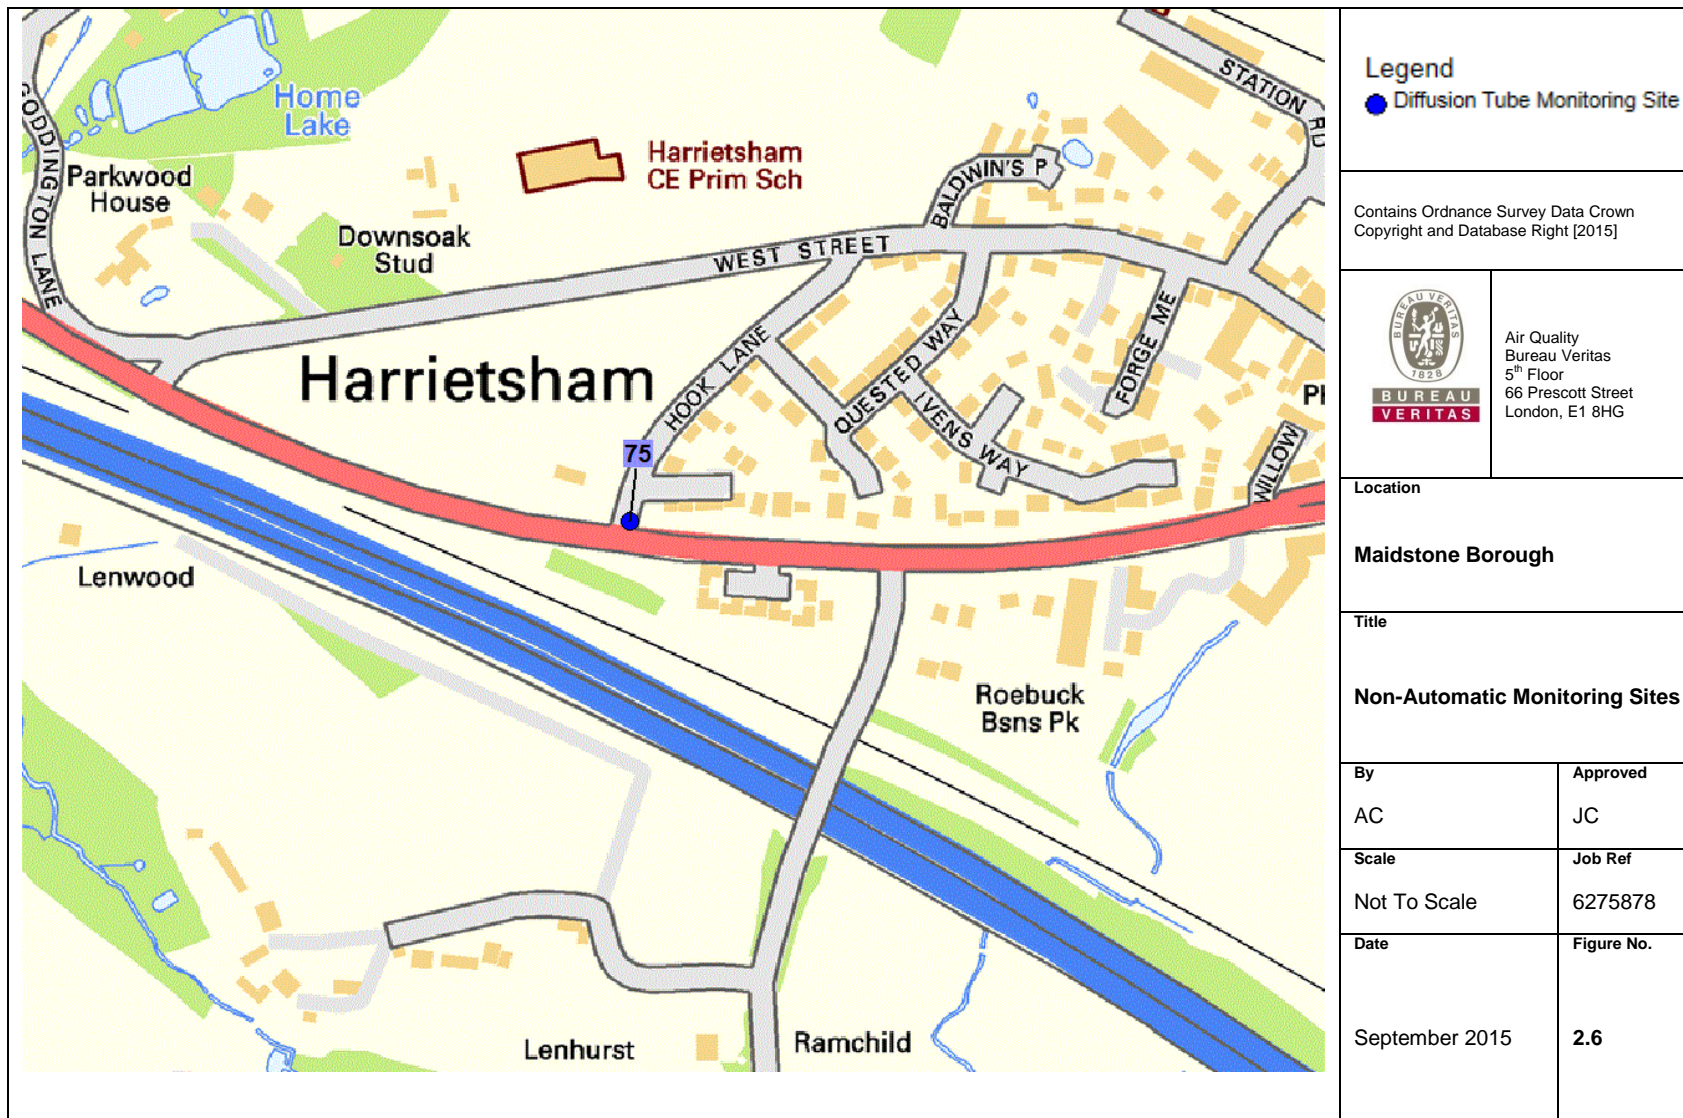 Home
Lake
GODDINGTON LANE
Parkwood
House
Downsoak
Stud
Harrietsham
CE Prim Sch
STATION RD
BALDWIN'S P
WEST STREET
HOOK LANE
QUESTED WAY
IVENS WAY
FORGE ME
WILLOW
Harrietsham
75
Lenwood
Roebuck
Bsns Pk
Lenhurst
Ramchild
Legend
Diffusion Tube Monitoring Site
Contains Ordnance Survey Data Crown
Copyright and Database Right [2015]
BUREAU VERITAS
1828
BUREAU
VERITAS
Air Quality
Bureau Veritas
5th Floor
66 Prescott Street
London, E1 8HG
Location
Maidstone Borough
Title
Non-Automatic Monitoring Sites
By
AC
Approved
JC
Scale
Not To Scale
Job Ref
6275878
Date
September 2015
Figure No.
2.6